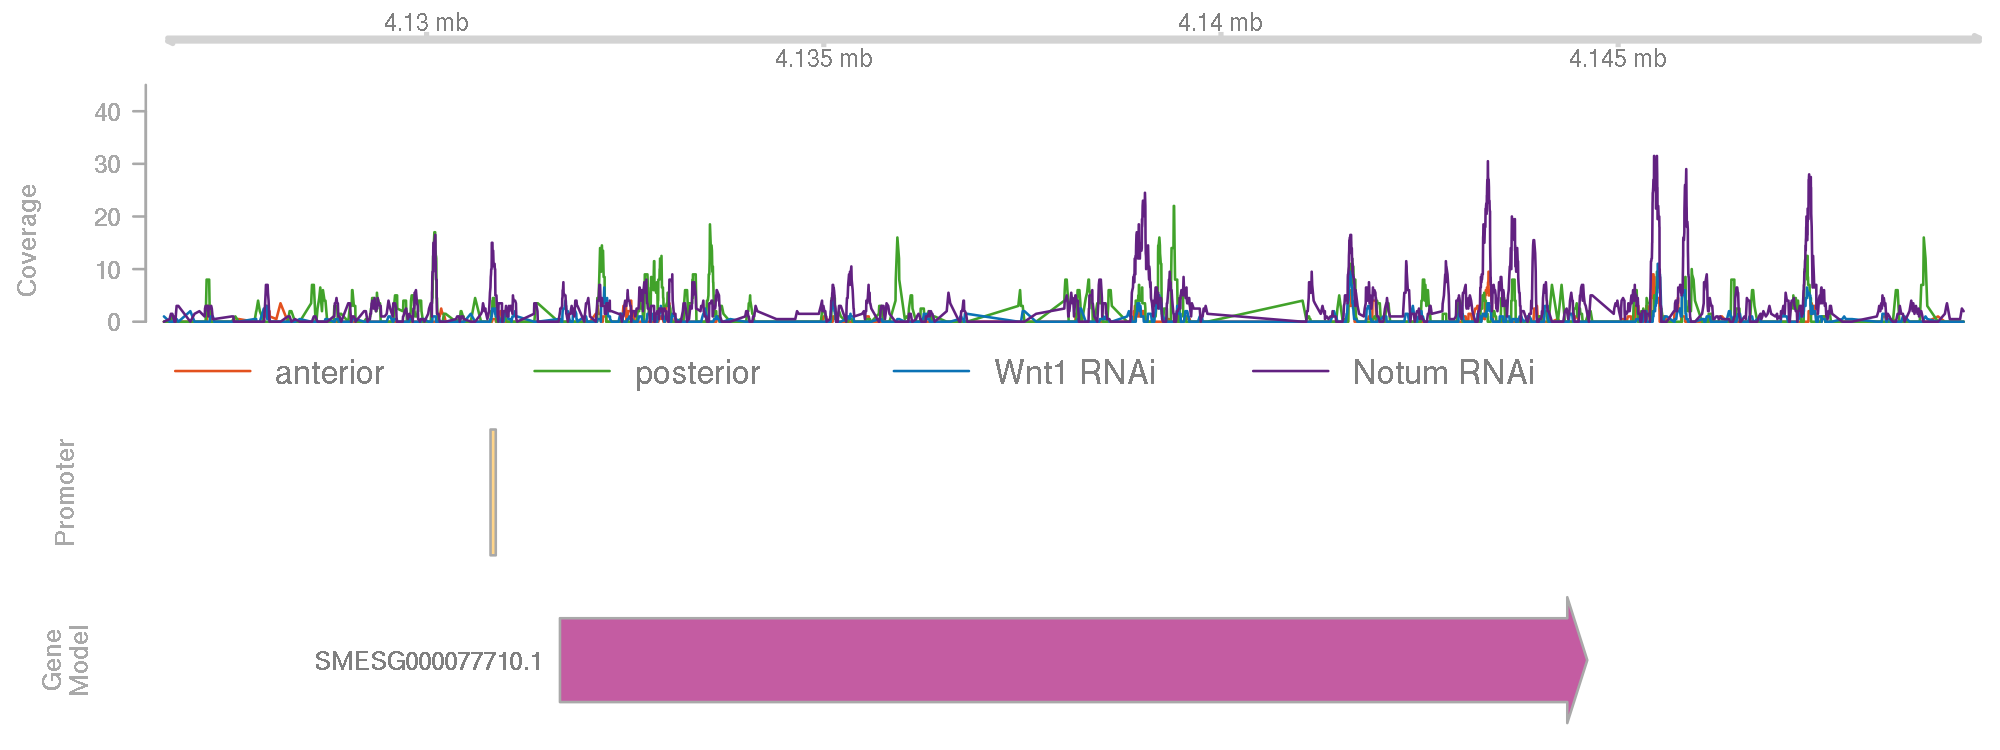 4.13 mb
4.14 mb
4.135 mb
4.145 mb
Coverage
40
30
20
10
0
anterior
posterior
Wnt1 RNAi
Notum RNAi
Promoter
Gene
Model
SMESG000077710.1